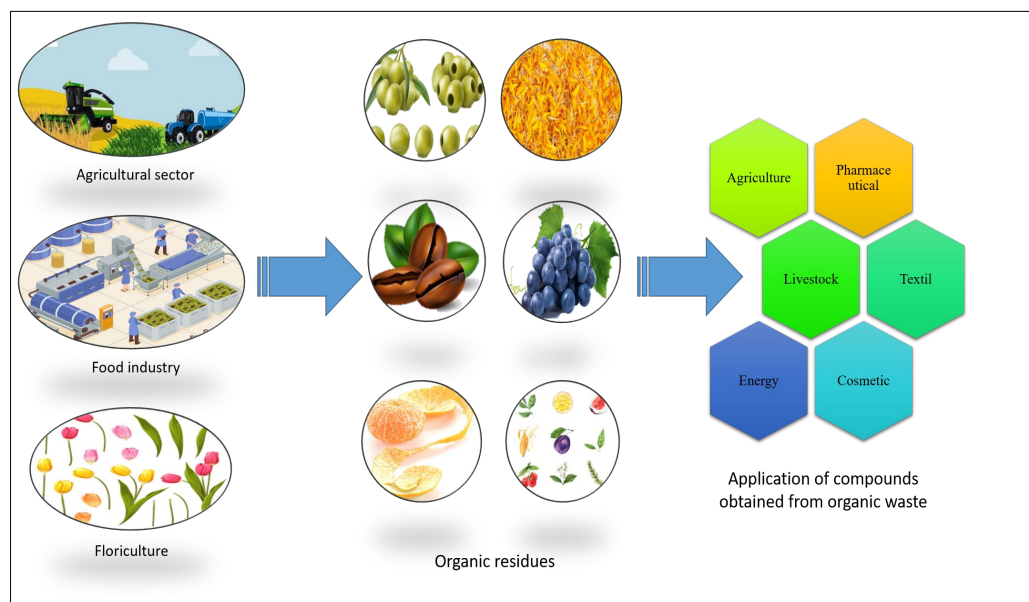 Agricultural sector
Food industry
Floriculture
Organic residues
Agriculture
Pharmace
utical
Livestock
Textil
Energy
Cosmetic
Application of compounds
obtained from organic waste